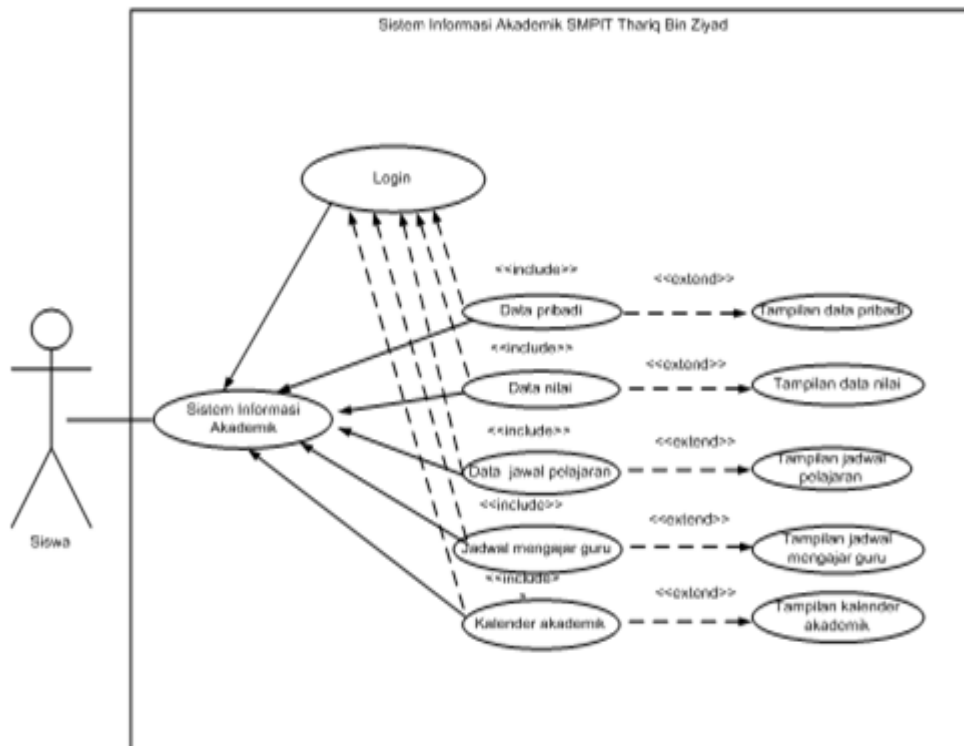 Sistem Informasi Akademik SMPIT Thariq Bin Ziyad
Login
<<include>>
<<extend>>
Data pribadi
Tampilan data pribadi
<<include>>
<<extend>>
Data nilai
Tampilan data nilai
Sistem Informasi
Akademik
<<include>>
<<extend>>
Data jawal pelajaran
Tampilan jadwal
pelajaran
<<include>>
<<extend>>
Siswa
Jadwal mengajar guru
Tampilan jadwal
mengajar guru
<<include>
>
<<extend>>
Kalender akademik
Tampilan kalender
akademik